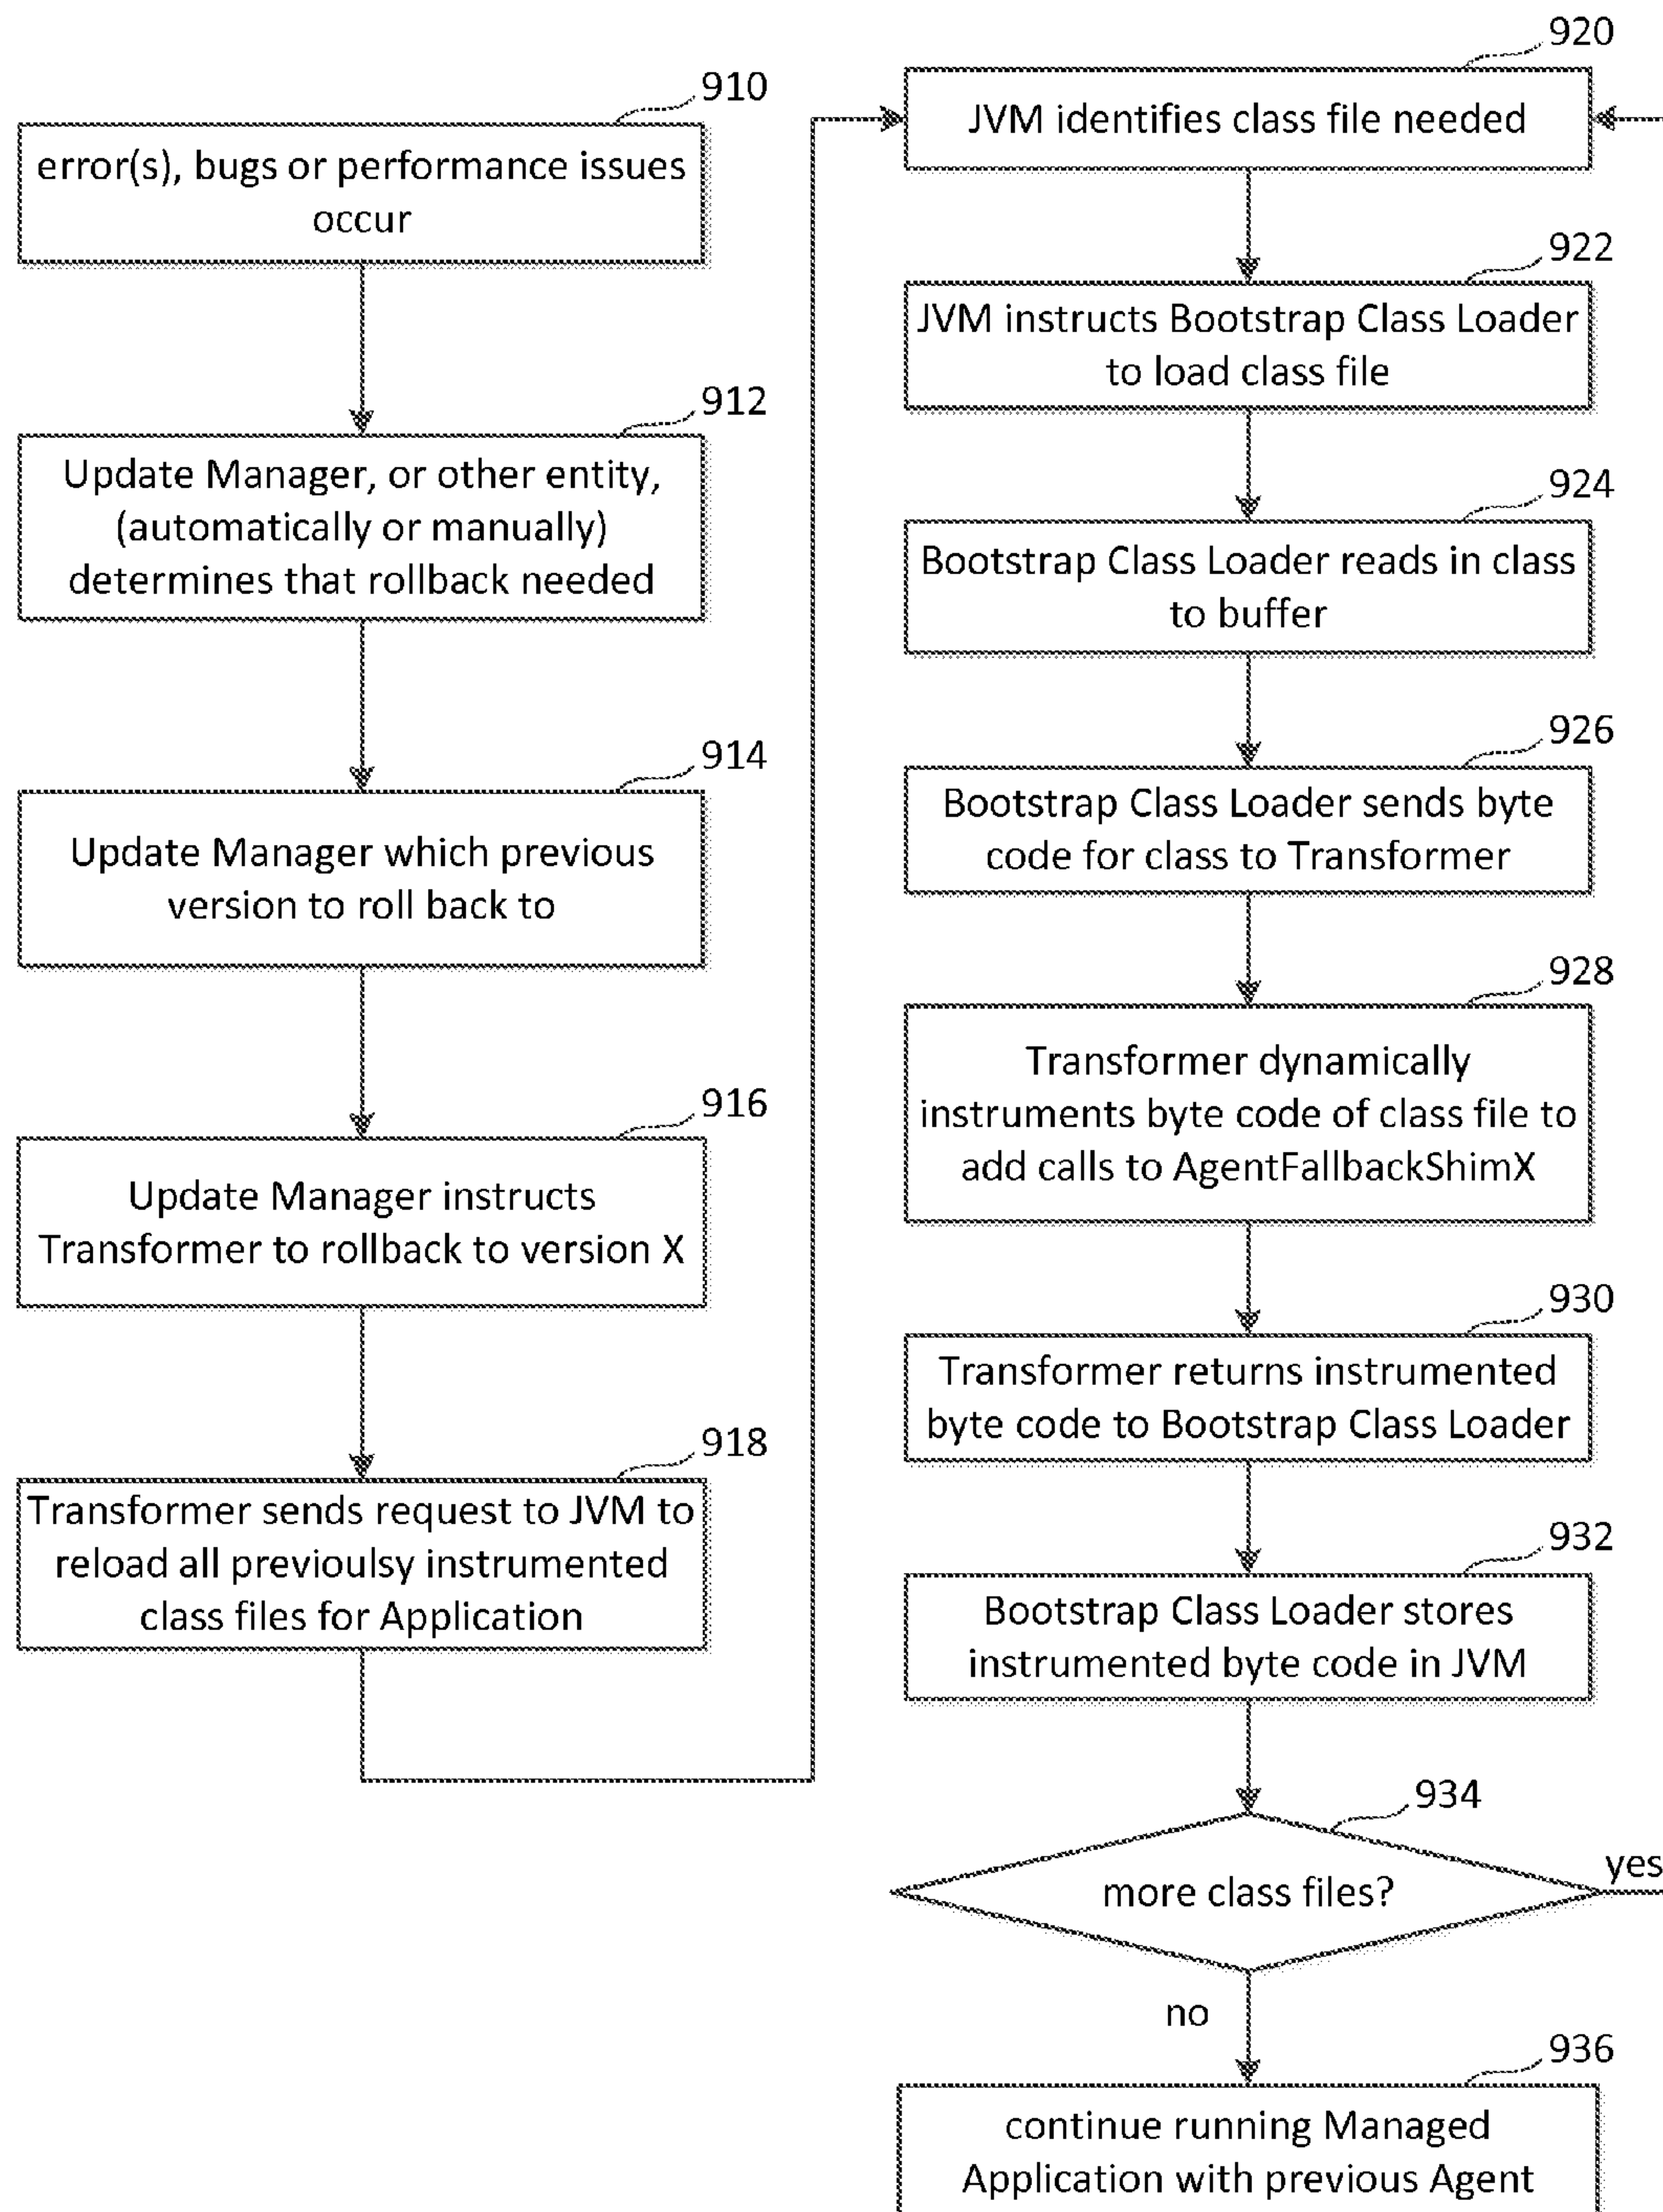 910
error(s), bugs or performance issues
occur
912
Update Manager, or other entity,
(automatically or manually)
determines that rollback needed
914
Update Manager which previous
version to roll back to
916
Update Manager instructs
Transformer to rollback to version X
918
Transformer sends request to JVM to
reload all previoulsy instrumented
class files for Application
920
JVM identifies class file needed
922
JVM instructs Bootstrap Class Loader
to load class file
924
Bootstrap Class Loader reads in class
to buffer
926
Bootstrap Class Loader sends byte
code for class to Transformer
928
Transformer dynamically
instruments byte code of class file to
add calls to AgentFallbackShimX
930
Transformer returns instrumented
byte code to Bootstrap Class Loader
932
Bootstrap Class Loader stores
instrumented byte code in JVM
934
more class files?
yes
no
936
continue running Managed
Application with previous Agent